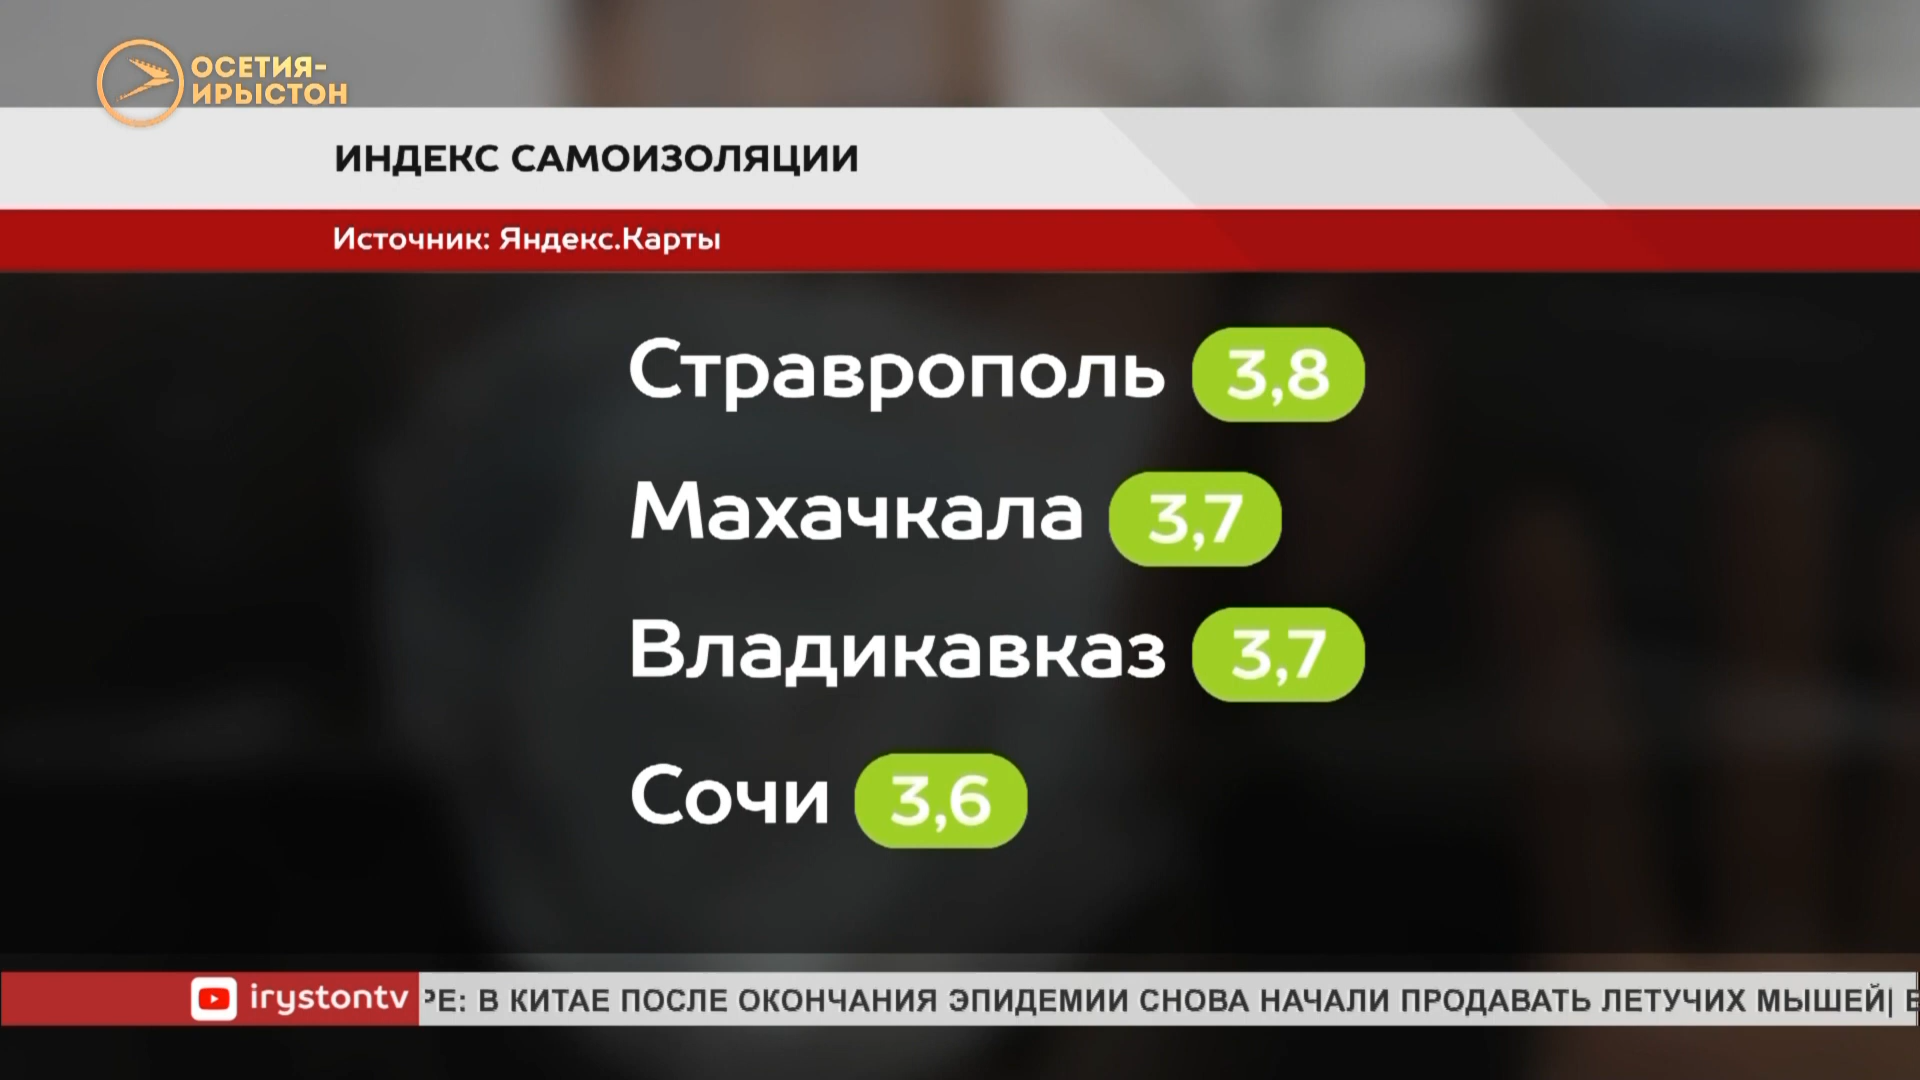 ОСЕТИЯ-
ИРЫСТОН
ИНДЕКС САМОИЗОЛЯЦИИ
Источник: Яндекс.Карты
Страврополь 3,8
Махачкала 3,7
Владикавказ 3,7
Сочи 3,6
irystontv
РЕ: В КИТАЕ ПОСЛЕ ОКОНЧАНИЯ ЭПИДЕМИИ СНОВА НАЧАЛИ ПРОДАВАТЬ ЛЕТУЧИХ МЫШЕЙ|